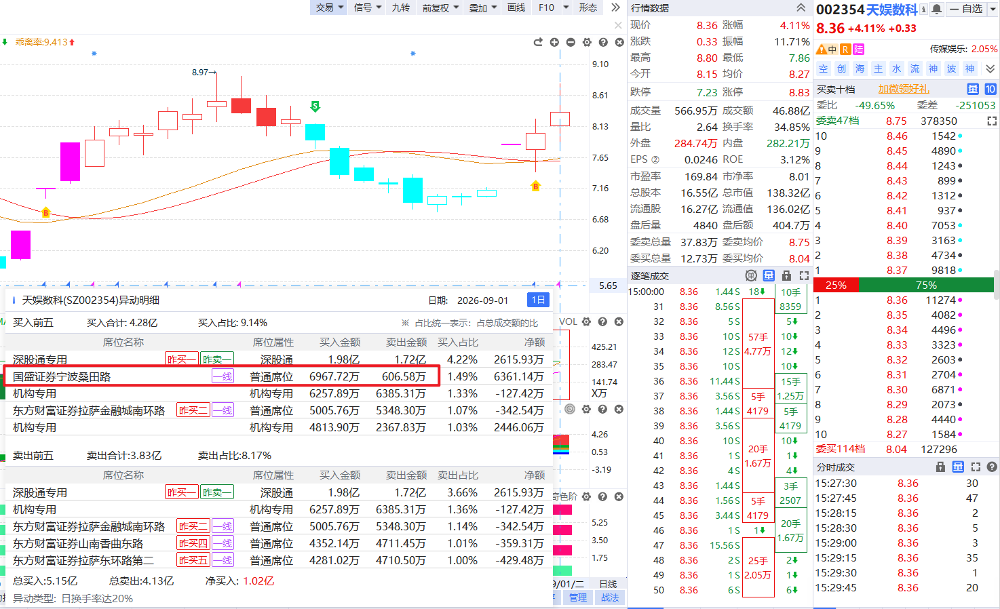 交易 信号 九转 前复权 叠加 画线 F10 形态
乖离率:9.413
8.97→
S
B
B
9.10
8.61
8.13
7.65
7.16
6.68
6.20
5.65
天娱数科(SZ002354)异动明细 日期: 2026-09-01 1日
买入前五 买入合计: 4.28亿 买入占比: 9.14% ※ 占比统一表示: 占总成交额的比
席位名称 席位属性 买入金额 卖出金额 买入占比 净额
深股通专用 昨买一 昨卖一 深股通 1.98亿 1.72亿 4.22% 2615.93万
国盛证券宁波桑田路 一线 普通席位 6967.72万 606.58万 1.49% 6361.14万
机构专用 机构专用 6257.89万 6385.31万 1.33% -127.42万
东方财富证券拉萨金融城南环路 昨买二 一线 普通席位 5005.76万 5348.30万 1.07% -342.54万
机构专用 机构专用 4813.90万 2367.83万 1.03% 2446.06万
卖出前五 卖出合计:3.83亿 卖出占比:8.17%
席位名称 席位属性 买入金额 卖出金额 卖出占比 净额
深股通专用 昨买一 昨卖一 深股通 1.98亿 1.72亿 3.66% 2615.93万
机构专用 机构专用 6257.89万 6385.31万 1.36% -127.42万
东方财富证券拉萨金融城南环路 昨买二 一线 普通席位 5005.76万 5348.30万 1.14% -342.54万
东方财富证券山南香曲东路 昨买四 一线 普通席位 4352.14万 4711.45万 1.01% -359.31万
东方财富证券拉萨东环路第二 昨买五 一线 普通席位 4281.02万 4710.50万 1.00% -429.48万
总买入:5.15亿 总卖出:4.13亿 净买入: 1.02亿
异动类型: 日换手率达20%
VOL
425.21
283.47
141.74
X万
4.26
0.53
-3.19
奇色阶
5.25
3.50
1.75
9/01/二 日线
管理 战法
行情数据
现价 8.36 涨幅 4.11%
涨跌 0.33 振幅 11.71%
最高 8.80 最低 7.86
今开 8.15 均价 8.27
跌停 7.23 涨停 8.83
成交量 566.95万 成交额 46.88亿
量比 2.64 换手率 34.85%
外盘 284.74万 内盘 282.21万
EPS ② 0.0246 ROE 3.12%
市盈率 169.84 市净率 8.01
总股本 16.55亿 总市值 138.32亿
流通股 16.27亿 流通值 136.02亿
盘后量 4840 盘后额 404.7万
委卖总量 37.83万 委卖均价 8.75
委买总量 12.73万 委买均价 8.04
逐笔成交 单 量
15:00:00 8.36 1.44S 18
31 8.36 8.56S
32 8.36 5S
33 8.36 10S
34 8.36 12S
35 8.36 10S
36 8.36 11.44S
37 8.36 3.56S
38 8.36 1.44S
39 8.36 3.56S
40 8.36 10S
41 8.36 1S
42 8.36 4S
43 8.36 1.44S
44 8.36 1.56S
45 8.36 3.44S
46 8.36 1S 1
47 8.36 15.56S
48 8.36 2S
49 8.36 1S
50 8.36 6S
57手
4.77万
5手
4179
20手
1.67万
5手
4179
25手
2.05万
10手
8359
5
10
12
10
15手
1.25万
5手
4179
10
1
4
3手
2507
20手
1.67万
2
1
6
002354天娱数科 自选
8.36 +4.11% +0.33
中 R 陆 传媒娱乐: 2.05%
空 创 海 主 水 流 神 波 神
买卖十档 加微领好礼 量 10
委比 -49.65% 委差 -251053
委卖47档 8.75 378350
10 8.46 1542
9 8.45 4890
8 8.44 1243
7 8.43 899
6 8.42 1312
5 8.41 937
4 8.40 7053
3 8.39 3163
2 8.38 4734
1 8.37 9818
25% 75%
1 8.36 11274
2 8.35 4082
3 8.34 4496
4 8.33 3323
5 8.32 2603
6 8.31 2704
7 8.30 6871
8 8.29 2073
9 8.28 4440
10 8.27 1584
委买114档 8.04 127296
分时成交 量
15:27:30 8.36 30
15:27:45 8.36 47
15:28:15 8.36 2
15:28:30 8.36 5
15:29:00 8.36 3
15:29:15 8.36 35
15:29:30 8.36 1
15:29:45 8.36 20